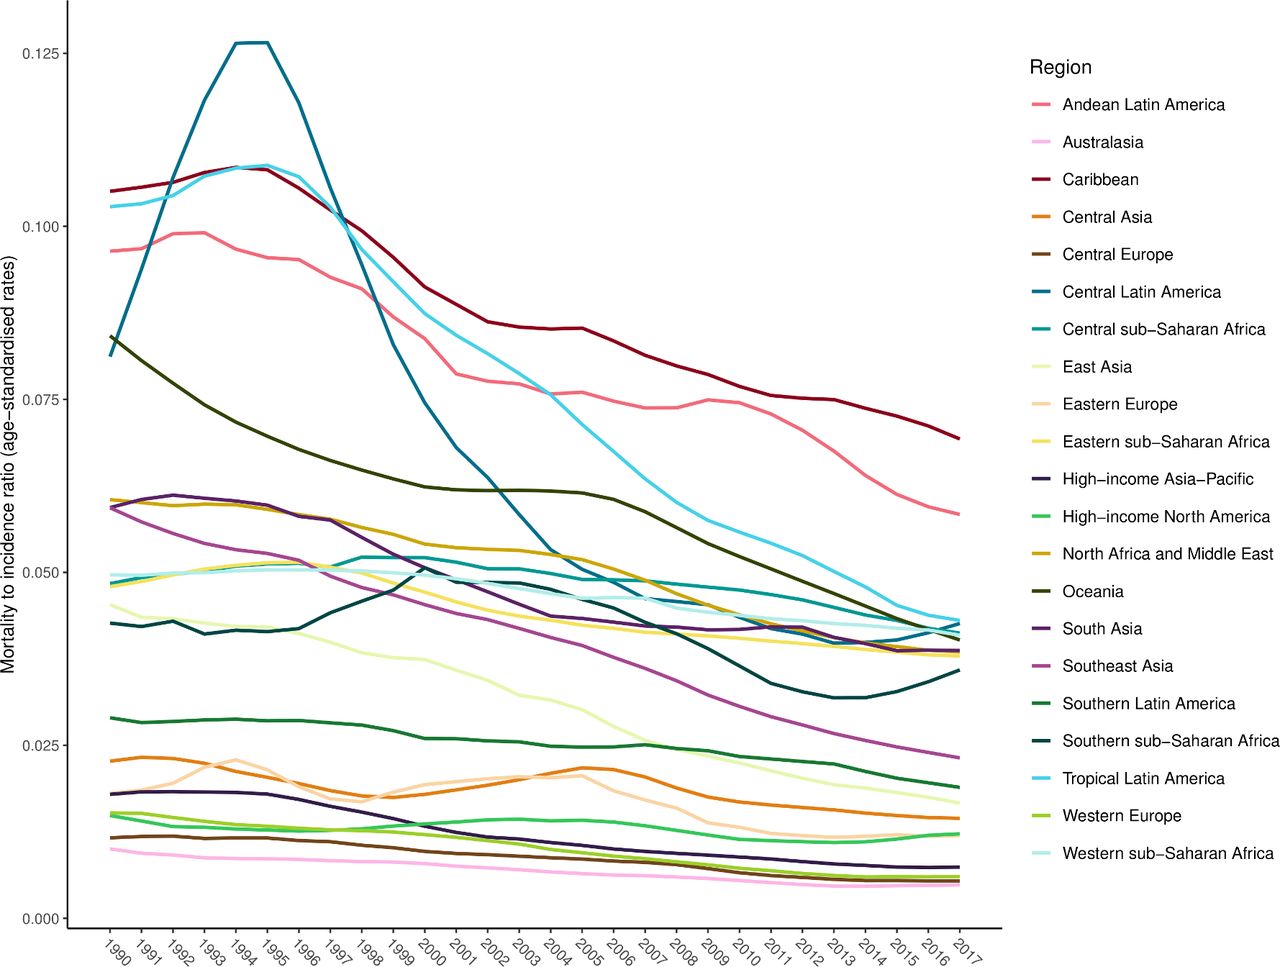 Mortality to incidence ratio (age−standardised rates)
0.125
0.100
0.075
0.050
0.025
0.000
1990 1991 1992 1993 1994 1995 1996 1997 1998 1999 2000 2001 2002 2003 2004 2005 2006 2007 2008 2009 2010 2011 2012 2013 2014 2015 2016 2017
Region
Andean Latin America
Australasia
Caribbean
Central Asia
Central Europe
Central Latin America
Central sub−Saharan Africa
East Asia
Eastern Europe
Eastern sub−Saharan Africa
High−income Asia−Pacific
High−income North America
North Africa and Middle East
Oceania
South Asia
Southeast Asia
Southern Latin America
Southern sub−Saharan Africa
Tropical Latin America
Western Europe
Western sub−Saharan Africa